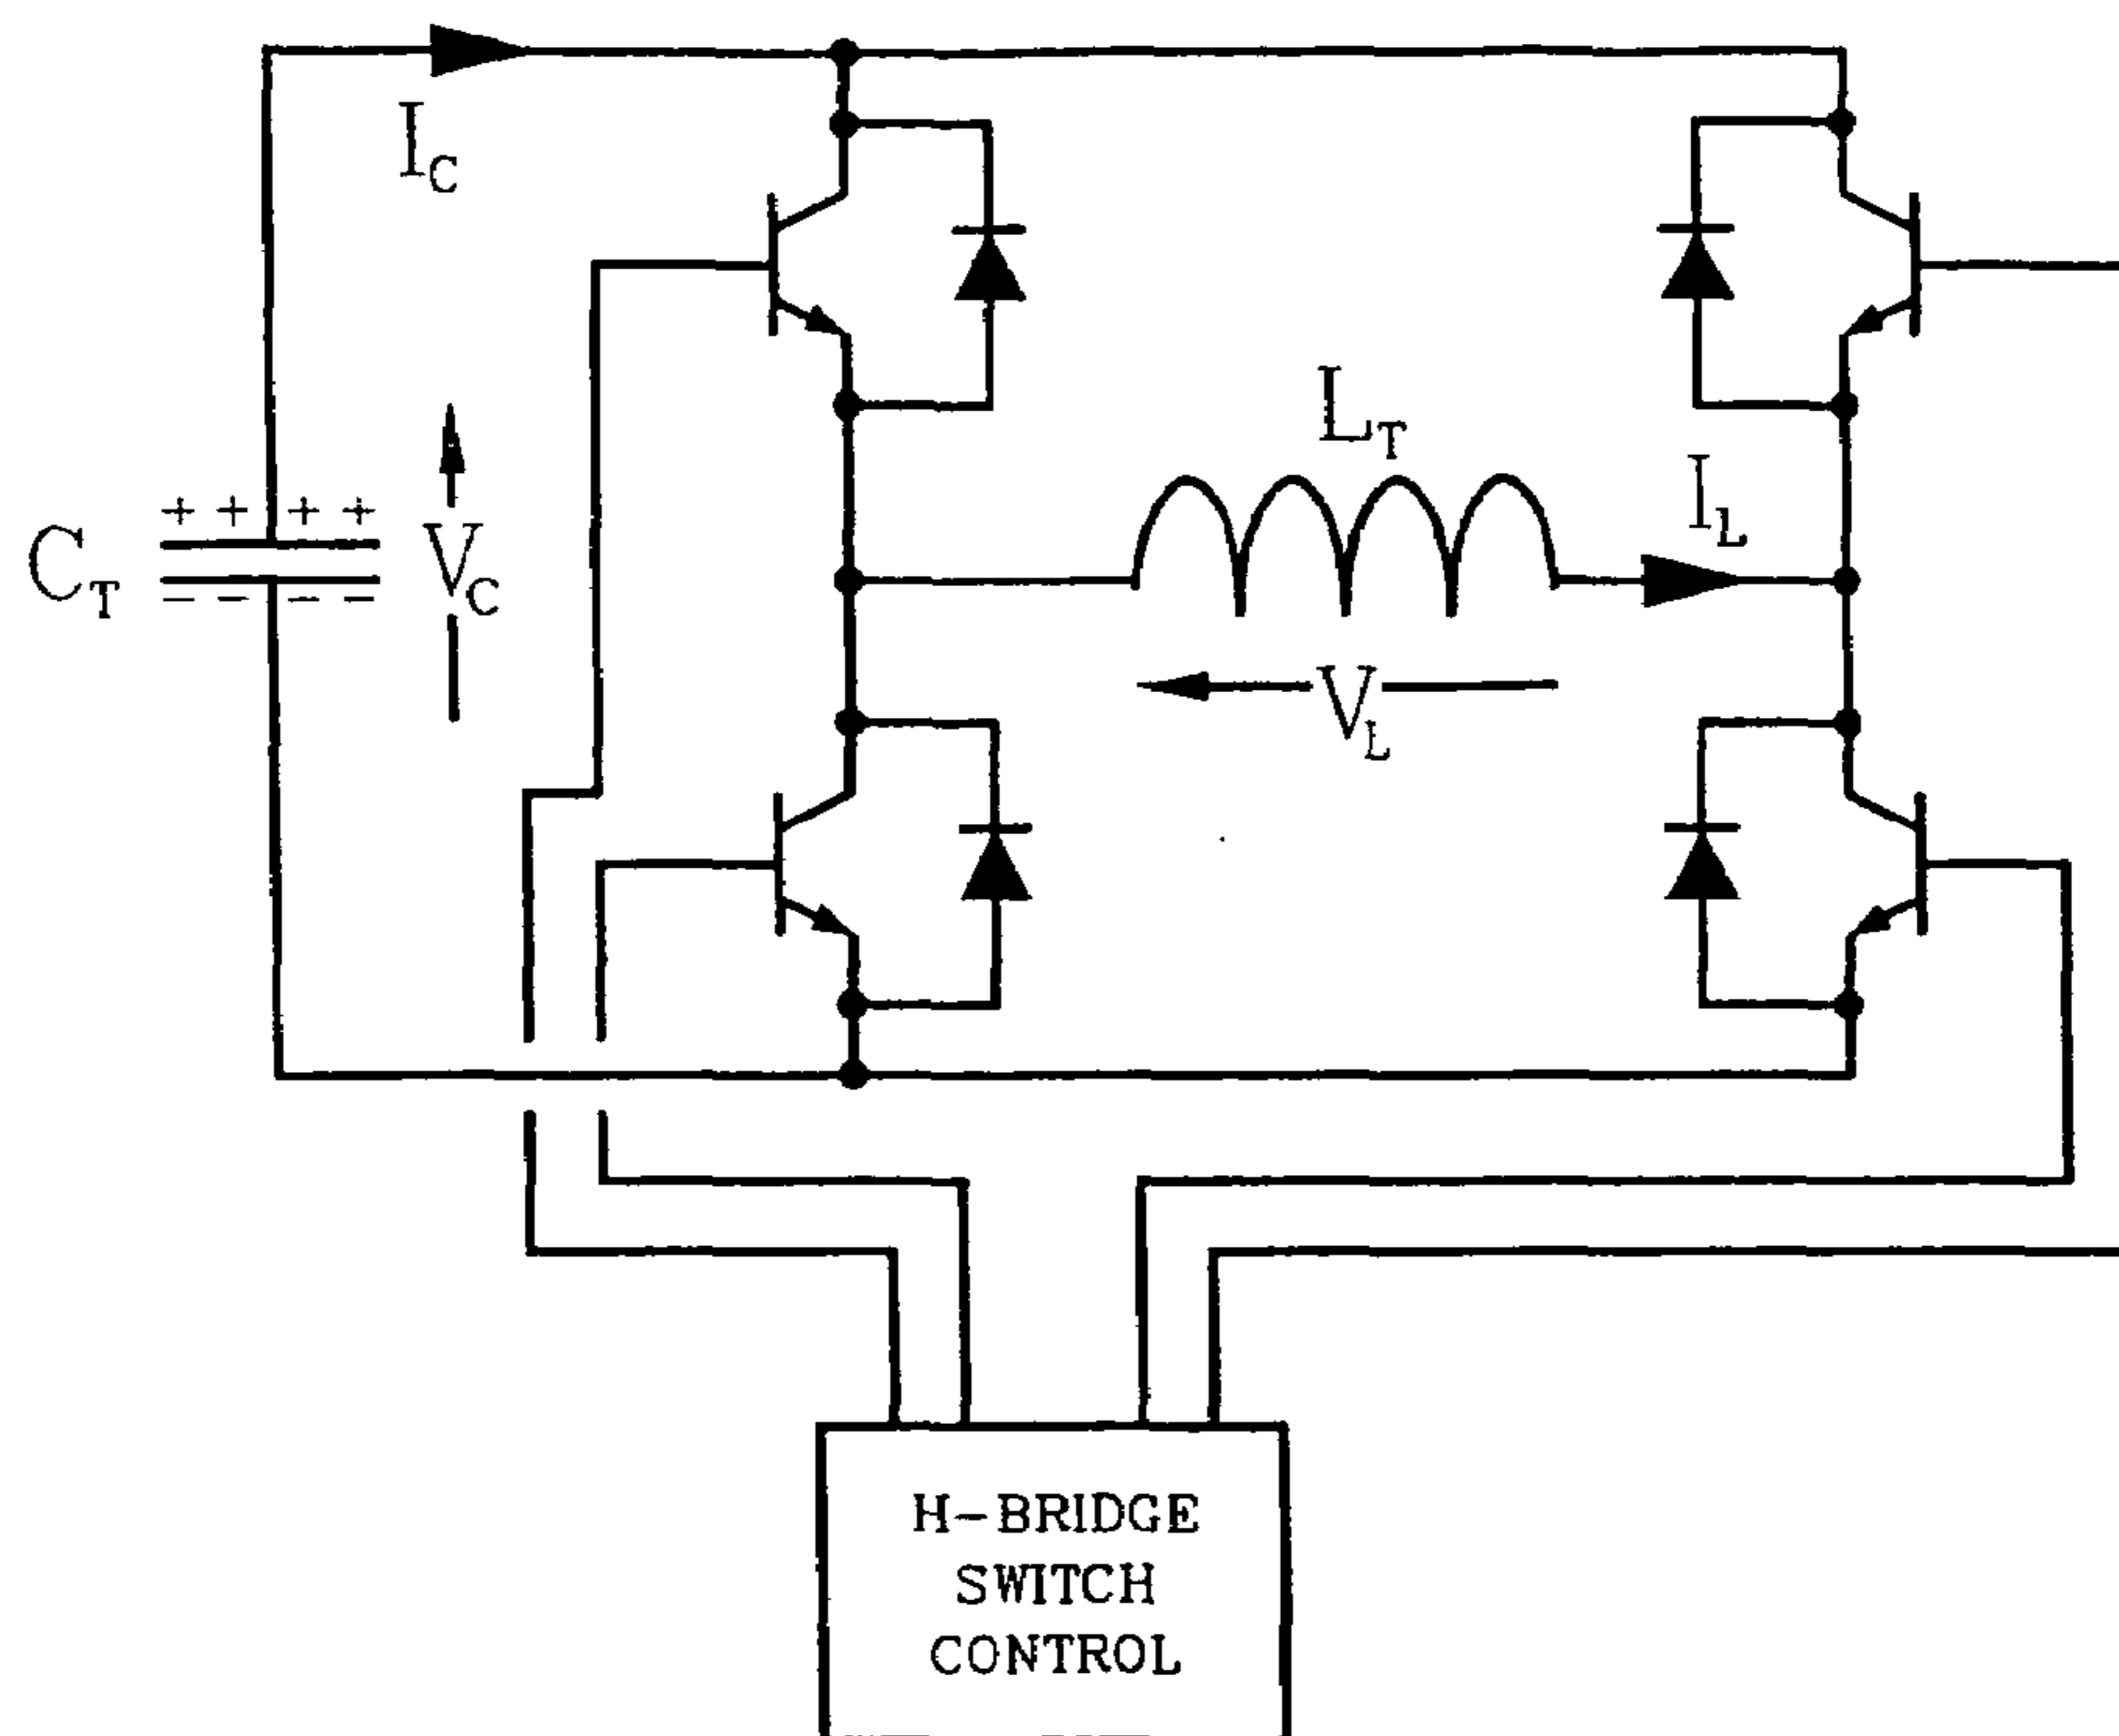 I_C
+ + + +
C_T
V_C
− − − −
L_T
I_L
V_L
H-BRIDGE
SWITCH
CONTROL